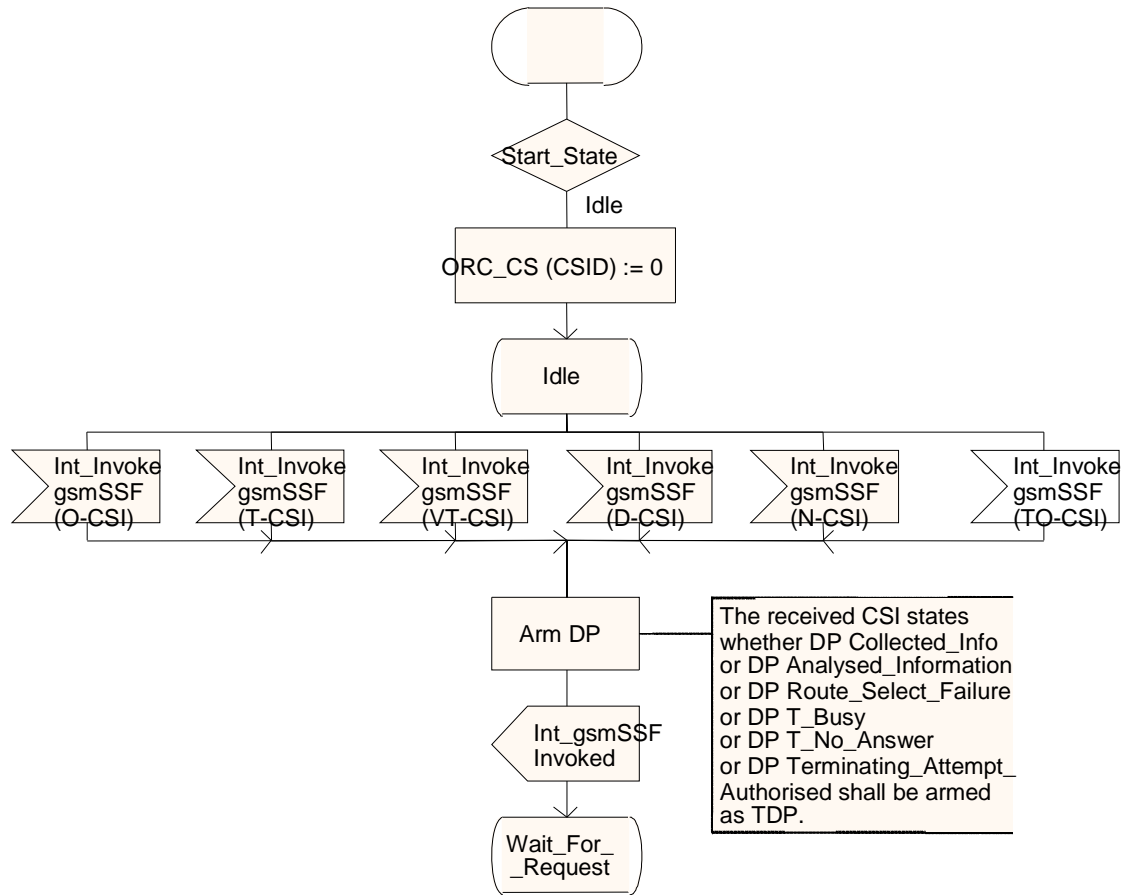 Start_State
Idle
ORC_CS (CSID) := 0
Idle
Int_Invoke
gsmSSF
(O-CSI)
Int_Invoke
gsmSSF
(T-CSI)
Int_Invoke
gsmSSF
(VT-CSI)
Int_Invoke
gsmSSF
(D-CSI)
Int_Invoke
gsmSSF
(N-CSI)
Int_Invoke
gsmSSF
(TO-CSI)
Arm DP
The received CSI states
whether DP Collected_Info
or DP Analysed_Information
or DP Route_Select_Failure
or DP T_Busy
or DP T_No_Answer
or DP Terminating_Attempt_
Authorised shall be armed
as TDP.
Int_gsmSSF
Invoked
Wait_For_
_Request